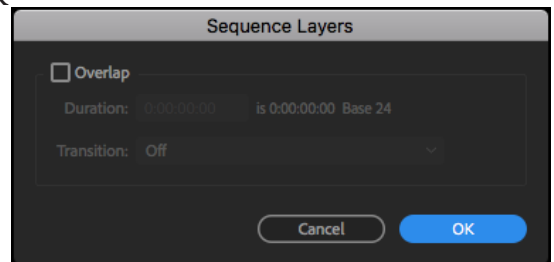 Sequence Layers
Overlap
Duration: 0:00:00:00 is 0:00:00:00 Base 24
Transition: Off
Cancel OK